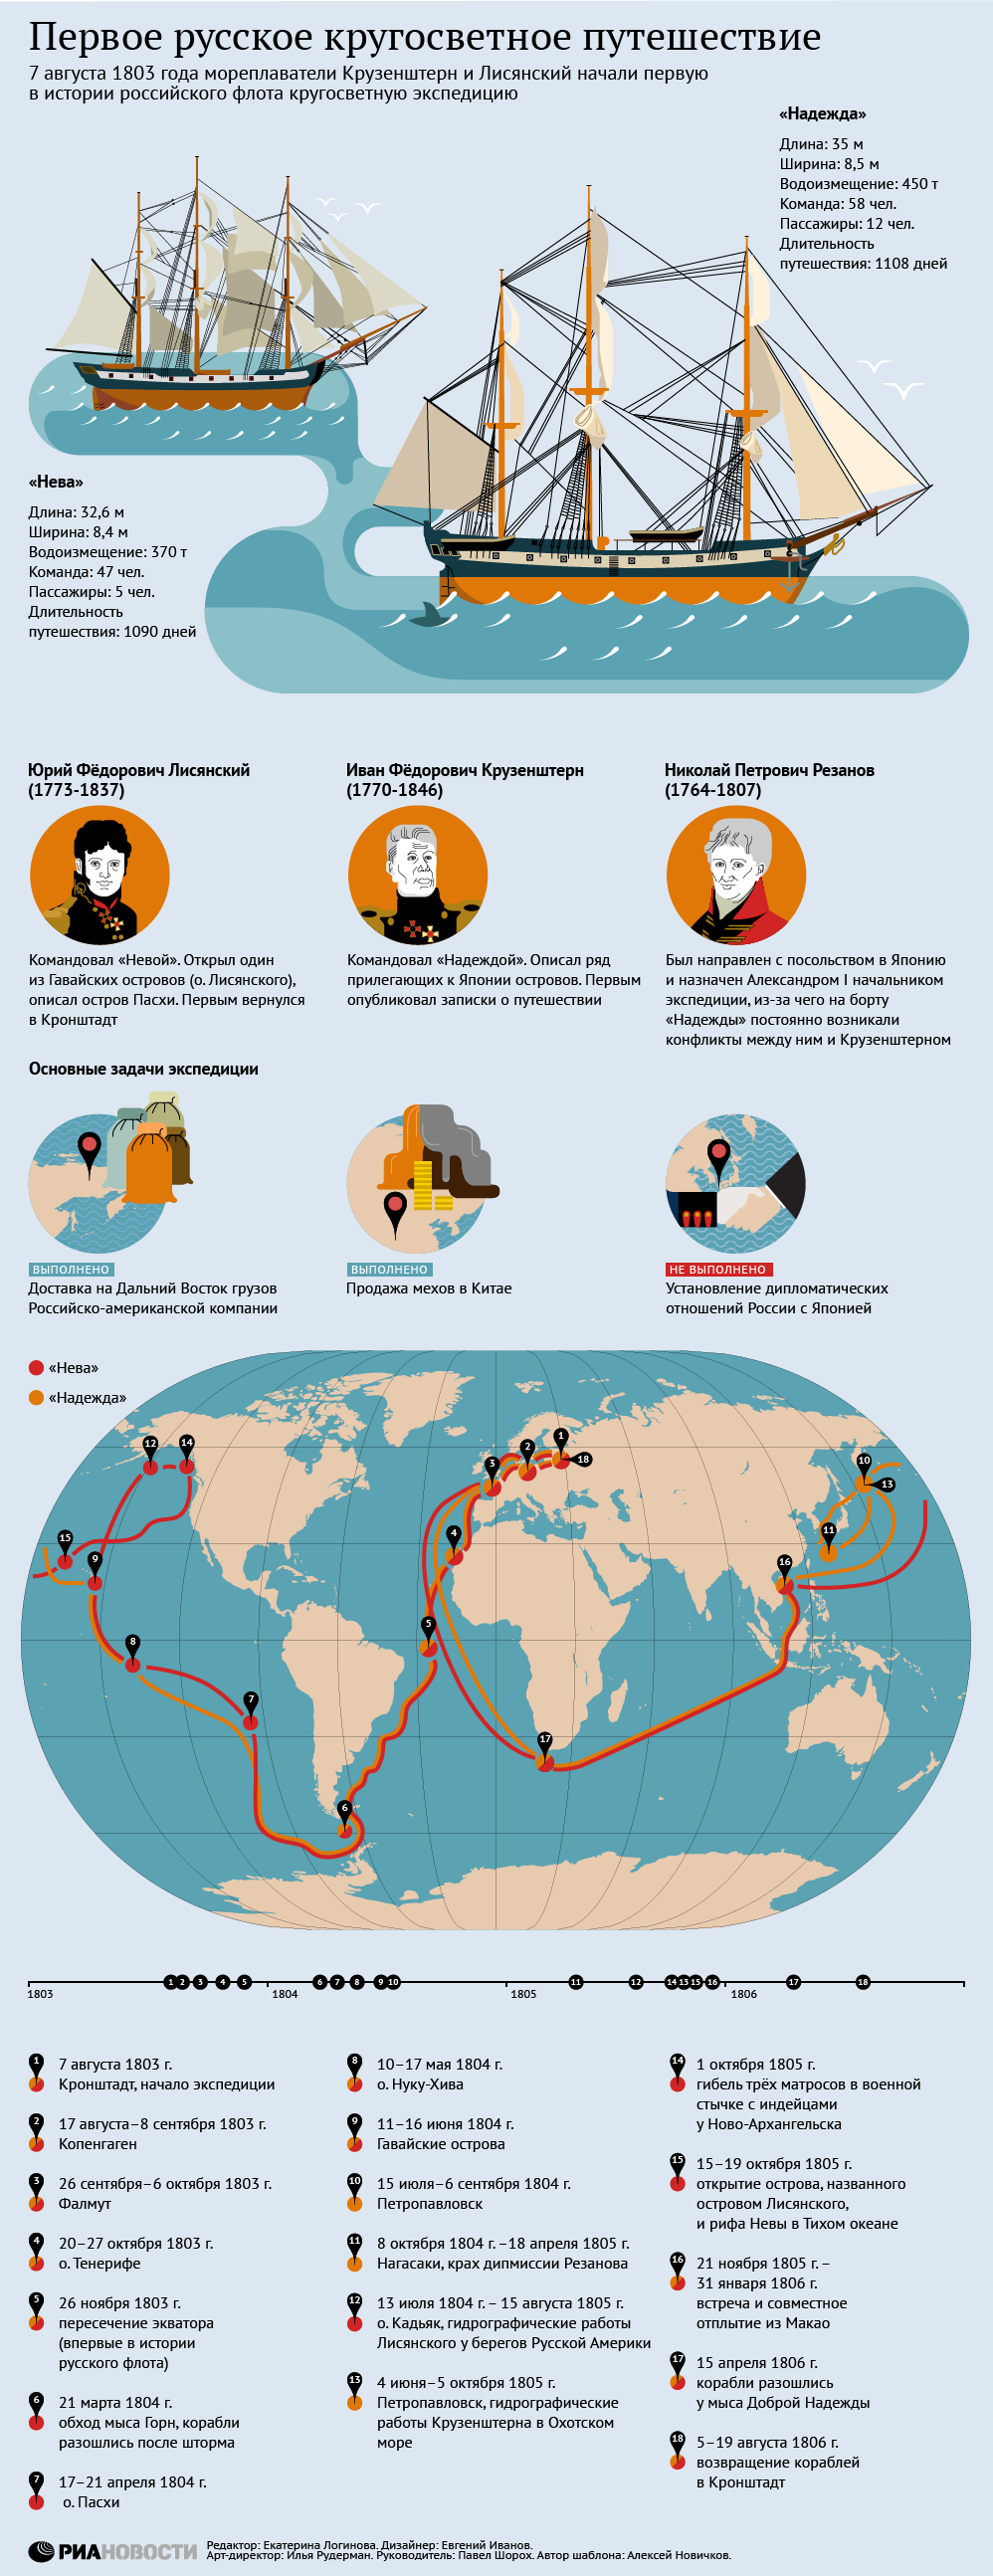 Первое русское кругосветное путешествие
7 августа 1803 года мореплаватели Крузенштерн и Лисянский начали первую
в истории российского флота кругосветную экспедицию
«Надежда»
Длина: 35 м
Ширина: 8,5 м
Водоизмещение: 450 т
Команда: 58 чел.
Пассажиры: 12 чел.
Длительность
путешествия: 1108 дней
«Нева»
Длина: 32,6 м
Ширина: 8,4 м
Водоизмещение: 370 т
Команда: 47 чел.
Пассажиры: 5 чел.
Длительность
путешествия: 1090 дней
Юрий Фёдорович Лисянский
(1773-1837)
Командовал «Невой». Открыл один
из Гавайских островов (о. Лисянского),
описал остров Пасхи. Первым вернулся
в Кронштадт
Иван Фёдорович Крузенштерн
(1770-1846)
Командовал «Надеждой». Описал ряд
прилегающих к Японии островов. Первым
опубликовал записки о путешествии
Николай Петрович Резанов
(1764-1807)
Был направлен с посольством в Японию
и назначен Александром I начальником
экспедиции, из-за чего на борту
«Надежды» постоянно возникали
конфликты между ним и Крузенштерном
Основные задачи экспедиции
ВЫПОЛНЕНО
Доставка на Дальний Восток грузов
Российско-американской компании
ВЫПОЛНЕНО
Продажа мехов в Китае
НЕ ВЫПОЛНЕНО
Установление дипломатических
отношений России с Японией
«Нева»
«Надежда»
1
2
18
3
12
14
10
13
4
15
11
9
16
5
8
7
17
6
1 2 3 4 5 6 7 8 9 10 11 12 14 13 15 16 17 18
1803 1804 1805 1806
1
7 августа 1803 г.
Кронштадт, начало экспедиции
2
17 августа–8 сентября 1803 г.
Копенгаген
3
26 сентября–6 октября 1803 г.
Фалмут
4
20–27 октября 1803 г.
о. Тенерифе
5
26 ноября 1803 г.
пересечение экватора
(впервые в истории
русского флота)
6
21 марта 1804 г.
обход мыса Горн, корабли
разошлись после шторма
7
17–21 апреля 1804 г.
о. Пасхи
8
10–17 мая 1804 г.
о. Нуку-Хива
9
11–16 июня 1804 г.
Гавайские острова
10
15 июля–6 сентября 1804 г.
Петропавловск
11
8 октября 1804 г. –18 апреля 1805 г.
Нагасаки, крах дипмиссии Резанова
12
13 июля 1804 г. – 15 августа 1805 г.
о. Кадьяк, гидрографические работы
Лисянского у берегов Русской Америки
13
4 июня–5 октября 1805 г.
Петропавловск, гидрографические
работы Крузенштерна в Охотском
море
14
1 октября 1805 г.
гибель трёх матросов в военной
стычке с индейцами
у Ново-Архангельска
15
15–19 октября 1805 г.
открытие острова, названного
островом Лисянского,
и рифа Невы в Тихом океане
16
21 ноября 1805 г. –
31 января 1806 г.
встреча и совместное
отплытие из Макао
17
15 апреля 1806 г.
корабли разошлись
у мыса Доброй Надежды
18
5–19 августа 1806 г.
возвращение кораблей
в Кронштадт
РИАНОВОСТИ
Редактор: Екатерина Логинова. Дизайнер: Евгений Иванов.
Арт-директор: Илья Рудерман. Руководитель: Павел Шорох. Автор шаблона: Алексей Новичков.